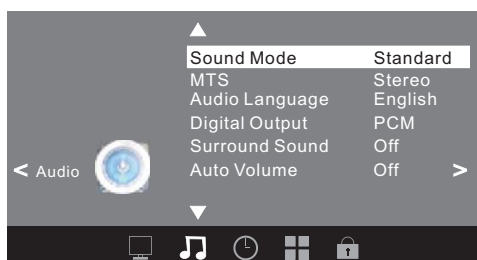 Sound Mode Standard
MTS Stereo
Audio Language English
Digital Output PCM
Surround Sound Off
< Audio Auto Volume Off >